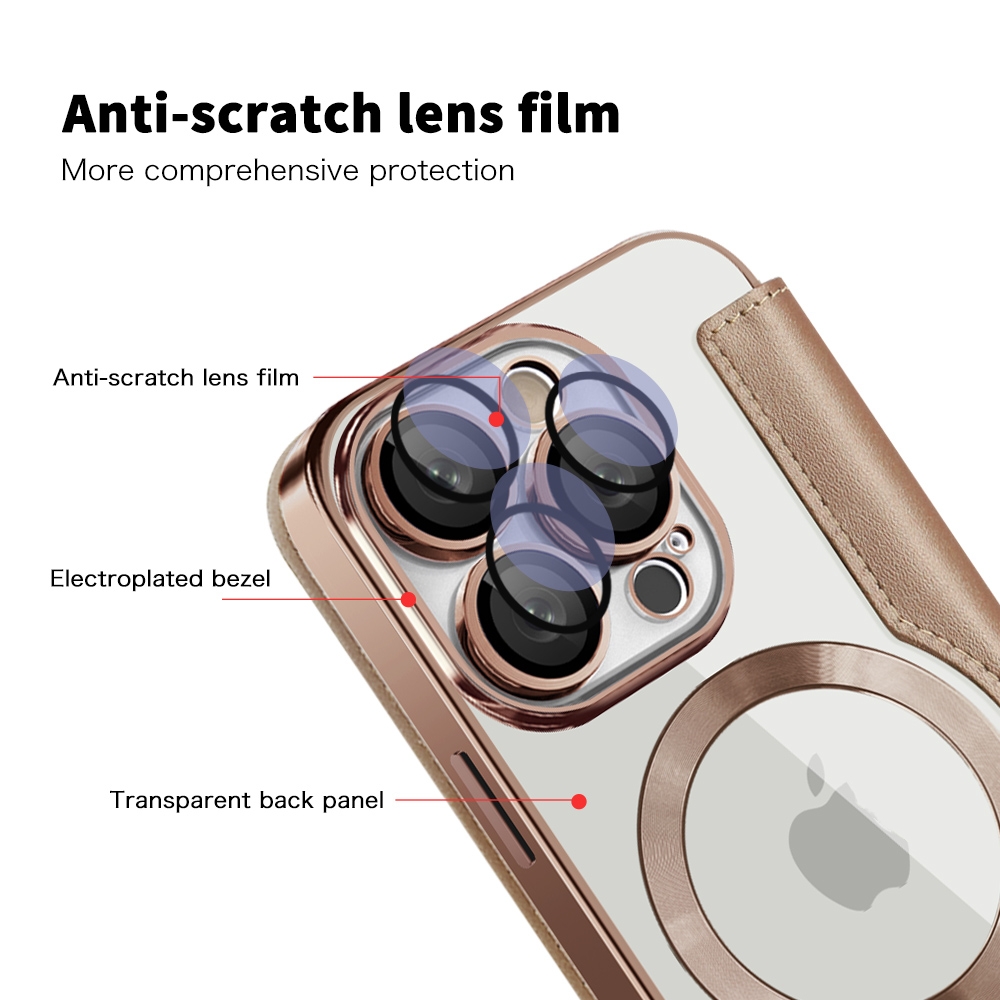 Anti-scratch lens film
More comprehensive protection
Anti-scratch lens film
Electroplated bezel
Transparent back panel